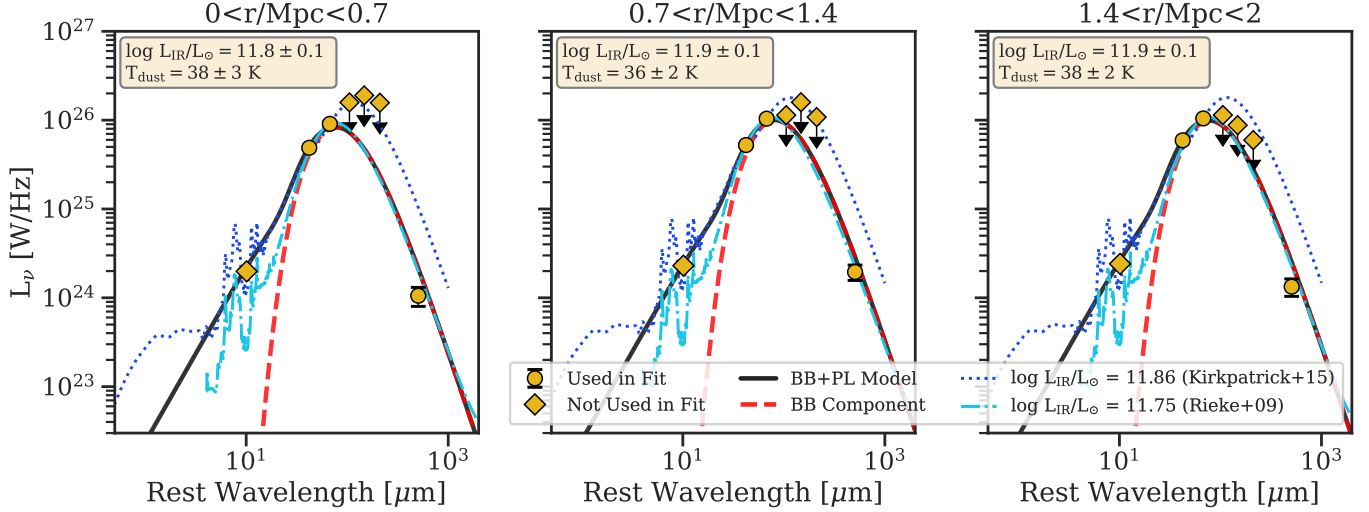 0<r/Mpc<0.7
0.7<r/Mpc<1.4
1.4<r/Mpc<2
log L_IR/L_⊙ = 11.8 ± 0.1
T_dust = 38 ± 3 K
log L_IR/L_⊙ = 11.9 ± 0.1
T_dust = 36 ± 2 K
log L_IR/L_⊙ = 11.9 ± 0.1
T_dust = 38 ± 2 K
10^27
10^26
10^25
10^24
10^23
L_ν [W/Hz]
Used in Fit
Not Used in Fit
BB+PL Model
BB Component
log L_IR/L_⊙ = 11.86 (Kirkpatrick+15)
log L_IR/L_⊙ = 11.75 (Rieke+09)
10^1
10^3
10^1
10^3
10^1
10^3
Rest Wavelength [μm]
Rest Wavelength [μm]
Rest Wavelength [μm]